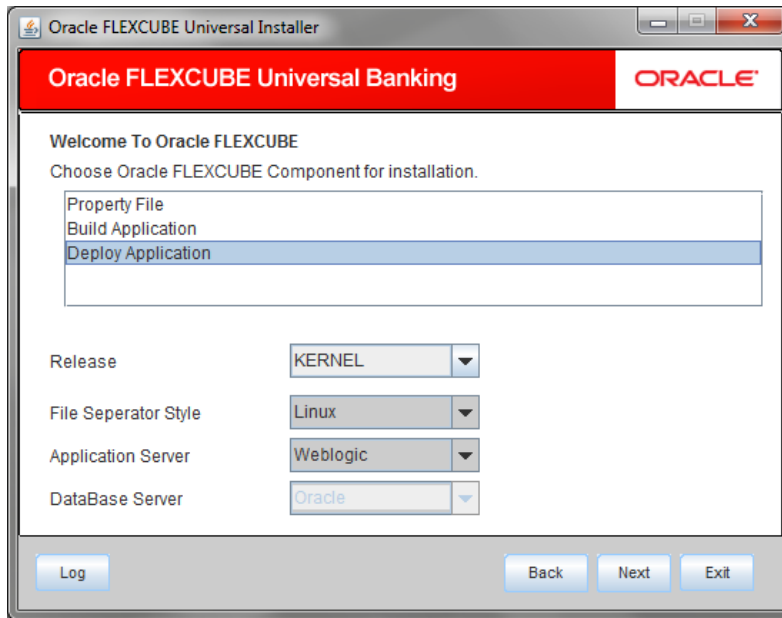 Oracle FLEXCUBE Universal Installer
Oracle FLEXCUBE Universal Banking
ORACLE
Welcome To Oracle FLEXCUBE
Choose Oracle FLEXCUBE Component for installation.
Property File
Build Application
Deploy Application
Release KERNEL
File Seperator Style Linux
Application Server Weblogic
DataBase Server Oracle
Log Back Next Exit